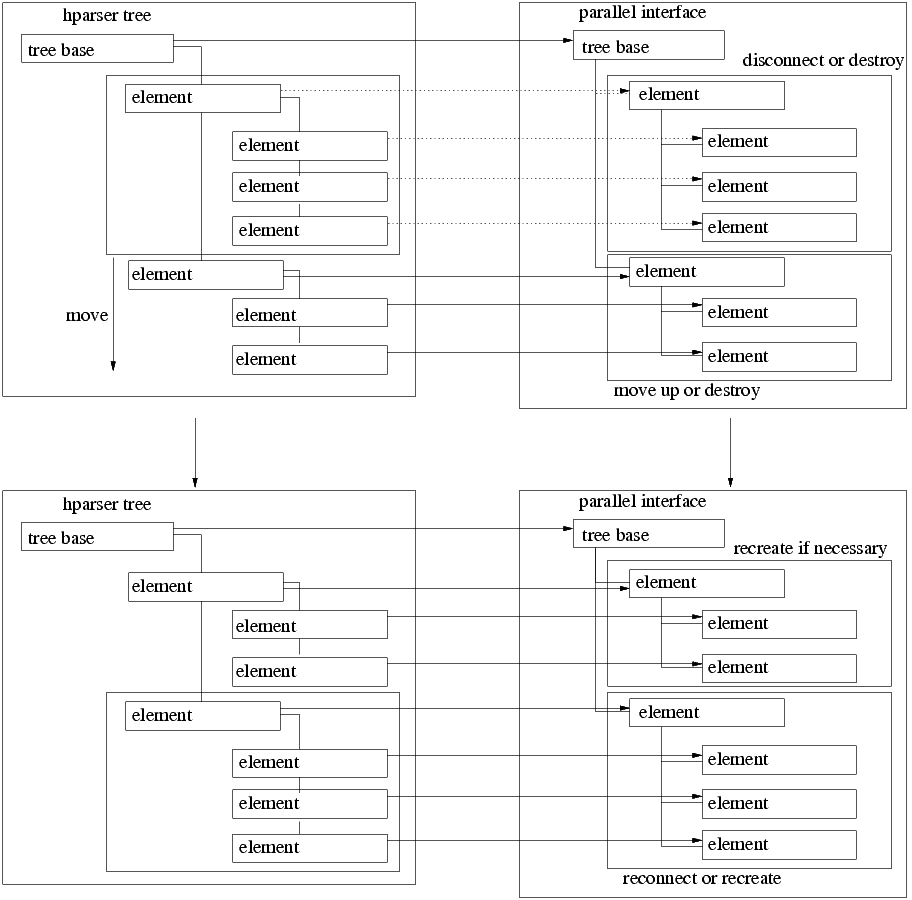 hparser tree
tree base
element
element
element
element
element
element
element
move
parallel interface
tree base
disconnect or destroy
element
element
element
element
element
element
element
move up or destroy
hparser tree
tree base
element
element
element
element
element
element
element
parallel interface
tree base
recreate if necessary
element
element
element
element
element
element
element
reconnect or recreate